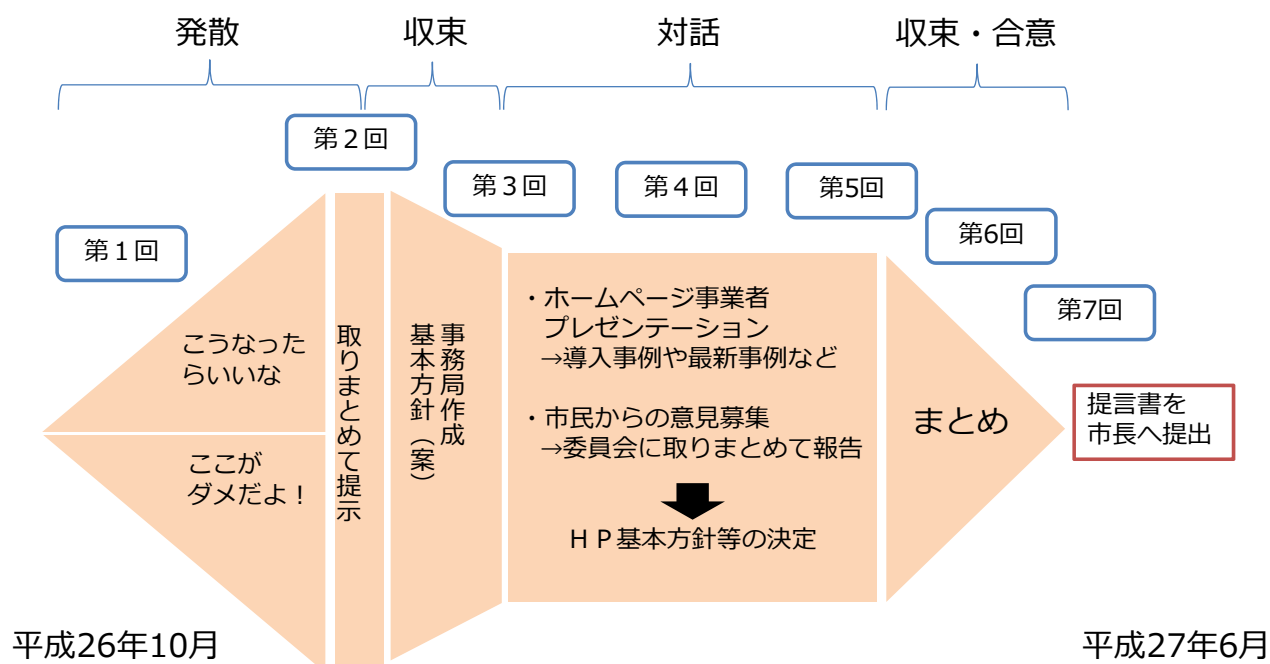 発散
収束
対話
収束・合意
第１回
第２回
第３回
第４回
第5回
第6回
第7回
こうなった
らいいな
ここが
ダメだよ！
取りまとめて提示
事務局作成
基本方針（案）
・ホームページ事業者
プレゼンテーション
→導入事例や最新事例など
・市民からの意見募集
→委員会に取りまとめて報告
ＨＰ基本方針等の決定
まとめ
提言書を
市長へ提出
平成26年10月
平成27年6月